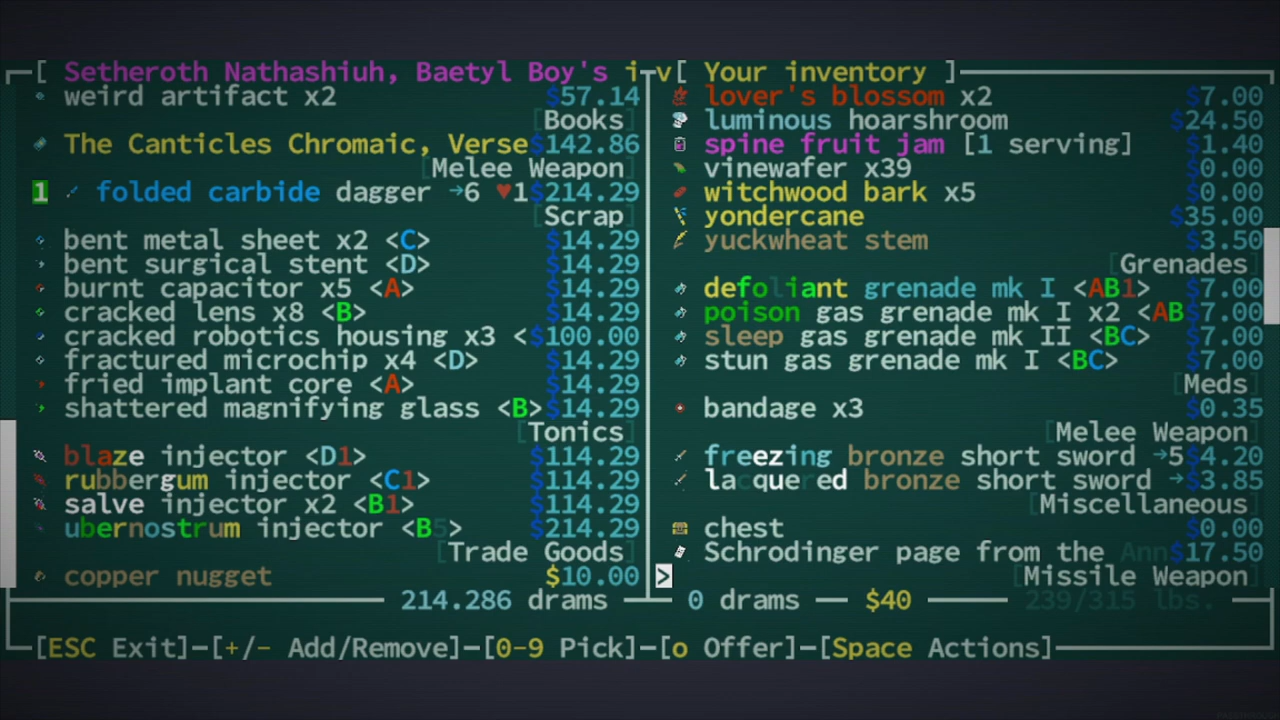 [ Setheroth Nathashiuh, Baetyl Boy's i
weird artifact x2 $57.14
[Books]
The Canticles Chromaic, Verse $142.86
[Melee Weapon]
1 folded carbide dagger →6 ♥1 $214.29
[Scrap]
bent metal sheet x2 <C> $14.29
bent surgical stent <D> $14.29
burnt capacitor x5 <A> $14.29
cracked lens x8 <B> $14.29
cracked robotics housing x3 < $100.00
fractured microchip x4 <D> $14.29
fried implant core <A> $14.29
shattered magnifying glass <B> $14.29
[Tonics]
blaze injector <D1> $114.29
rubbergum injector <C1> $114.29
salve injector x2 <B1> $114.29
ubernostrum injector <B5> $214.29
[Trade Goods]
copper nugget $10.00
214.286 drams
v[ Your inventory ]
lover's blossom x2 $7.00
luminous hoarshroom $24.50
spine fruit jam [1 serving] $1.40
vinewafer x39 $0.00
witchwood bark x5 $0.00
yondercane $35.00
yuckwheat stem $3.50
[Grenades]
defoliant grenade mk I <AB1> $7.00
poison gas grenade mk I x2 <AB $7.00
sleep gas grenade mk II <BC> $7.00
stun gas grenade mk I <BC> $7.00
[Meds]
bandage x3 $0.35
[Melee Weapon]
freezing bronze short sword →5 $4.20
lacquered bronze short sword → $3.85
[Miscellaneous]
chest $0.00
Schrodinger page from the Ann $17.50
> [Missile Weapon]
0 drams — $40 239/315 lbs.
[ESC Exit]-[+/- Add/Remove]-[0-9 Pick]-[o Offer]-[Space Actions]